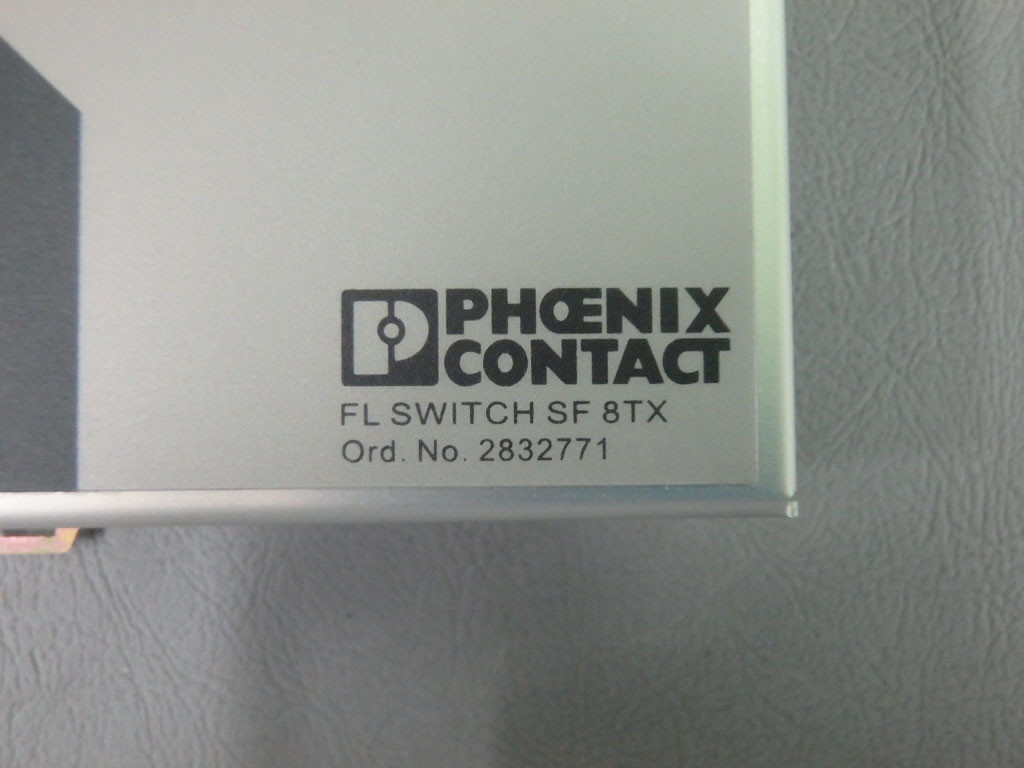 PHŒNIX
CONTACT
FL SWITCH SF 8TX
Ord. No. 2832771